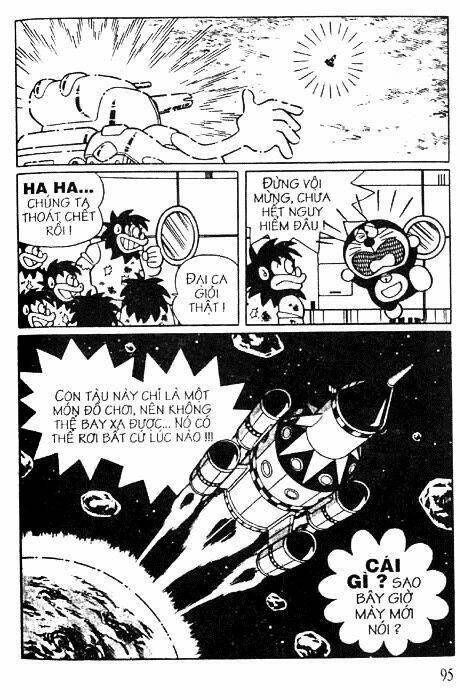 HA HA...
CHÚNG TA
THOÁT CHẾT
RỒI !
ĐẠI CA
GIỎI
THẬT !
ĐỪNG VỘI
MỪNG, CHƯA
HẾT NGUY
HIỂM ĐÂU !
CON TÀU NÀY CHỈ LÀ MỘT
MÓN ĐỒ CHƠI, NÊN KHÔNG
THỂ BAY XA ĐƯỢC... NÓ CÓ
THỂ RƠI BẤT CỨ LÚC NÀO !!!
CÁI
GÌ ? SAO
BÂY GIỜ
MÀY MỚI
NÓI ?
95